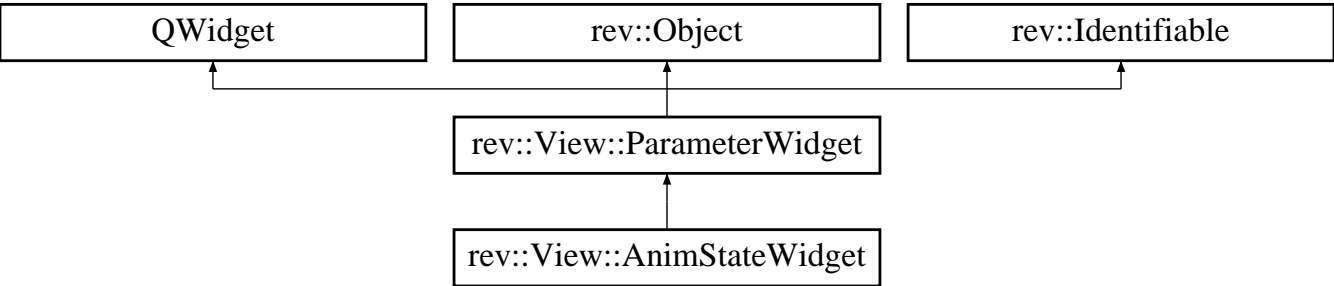 QWidget
rev::Object
rev::Identifiable
rev::View::ParameterWidget
rev::View::AnimStateWidget